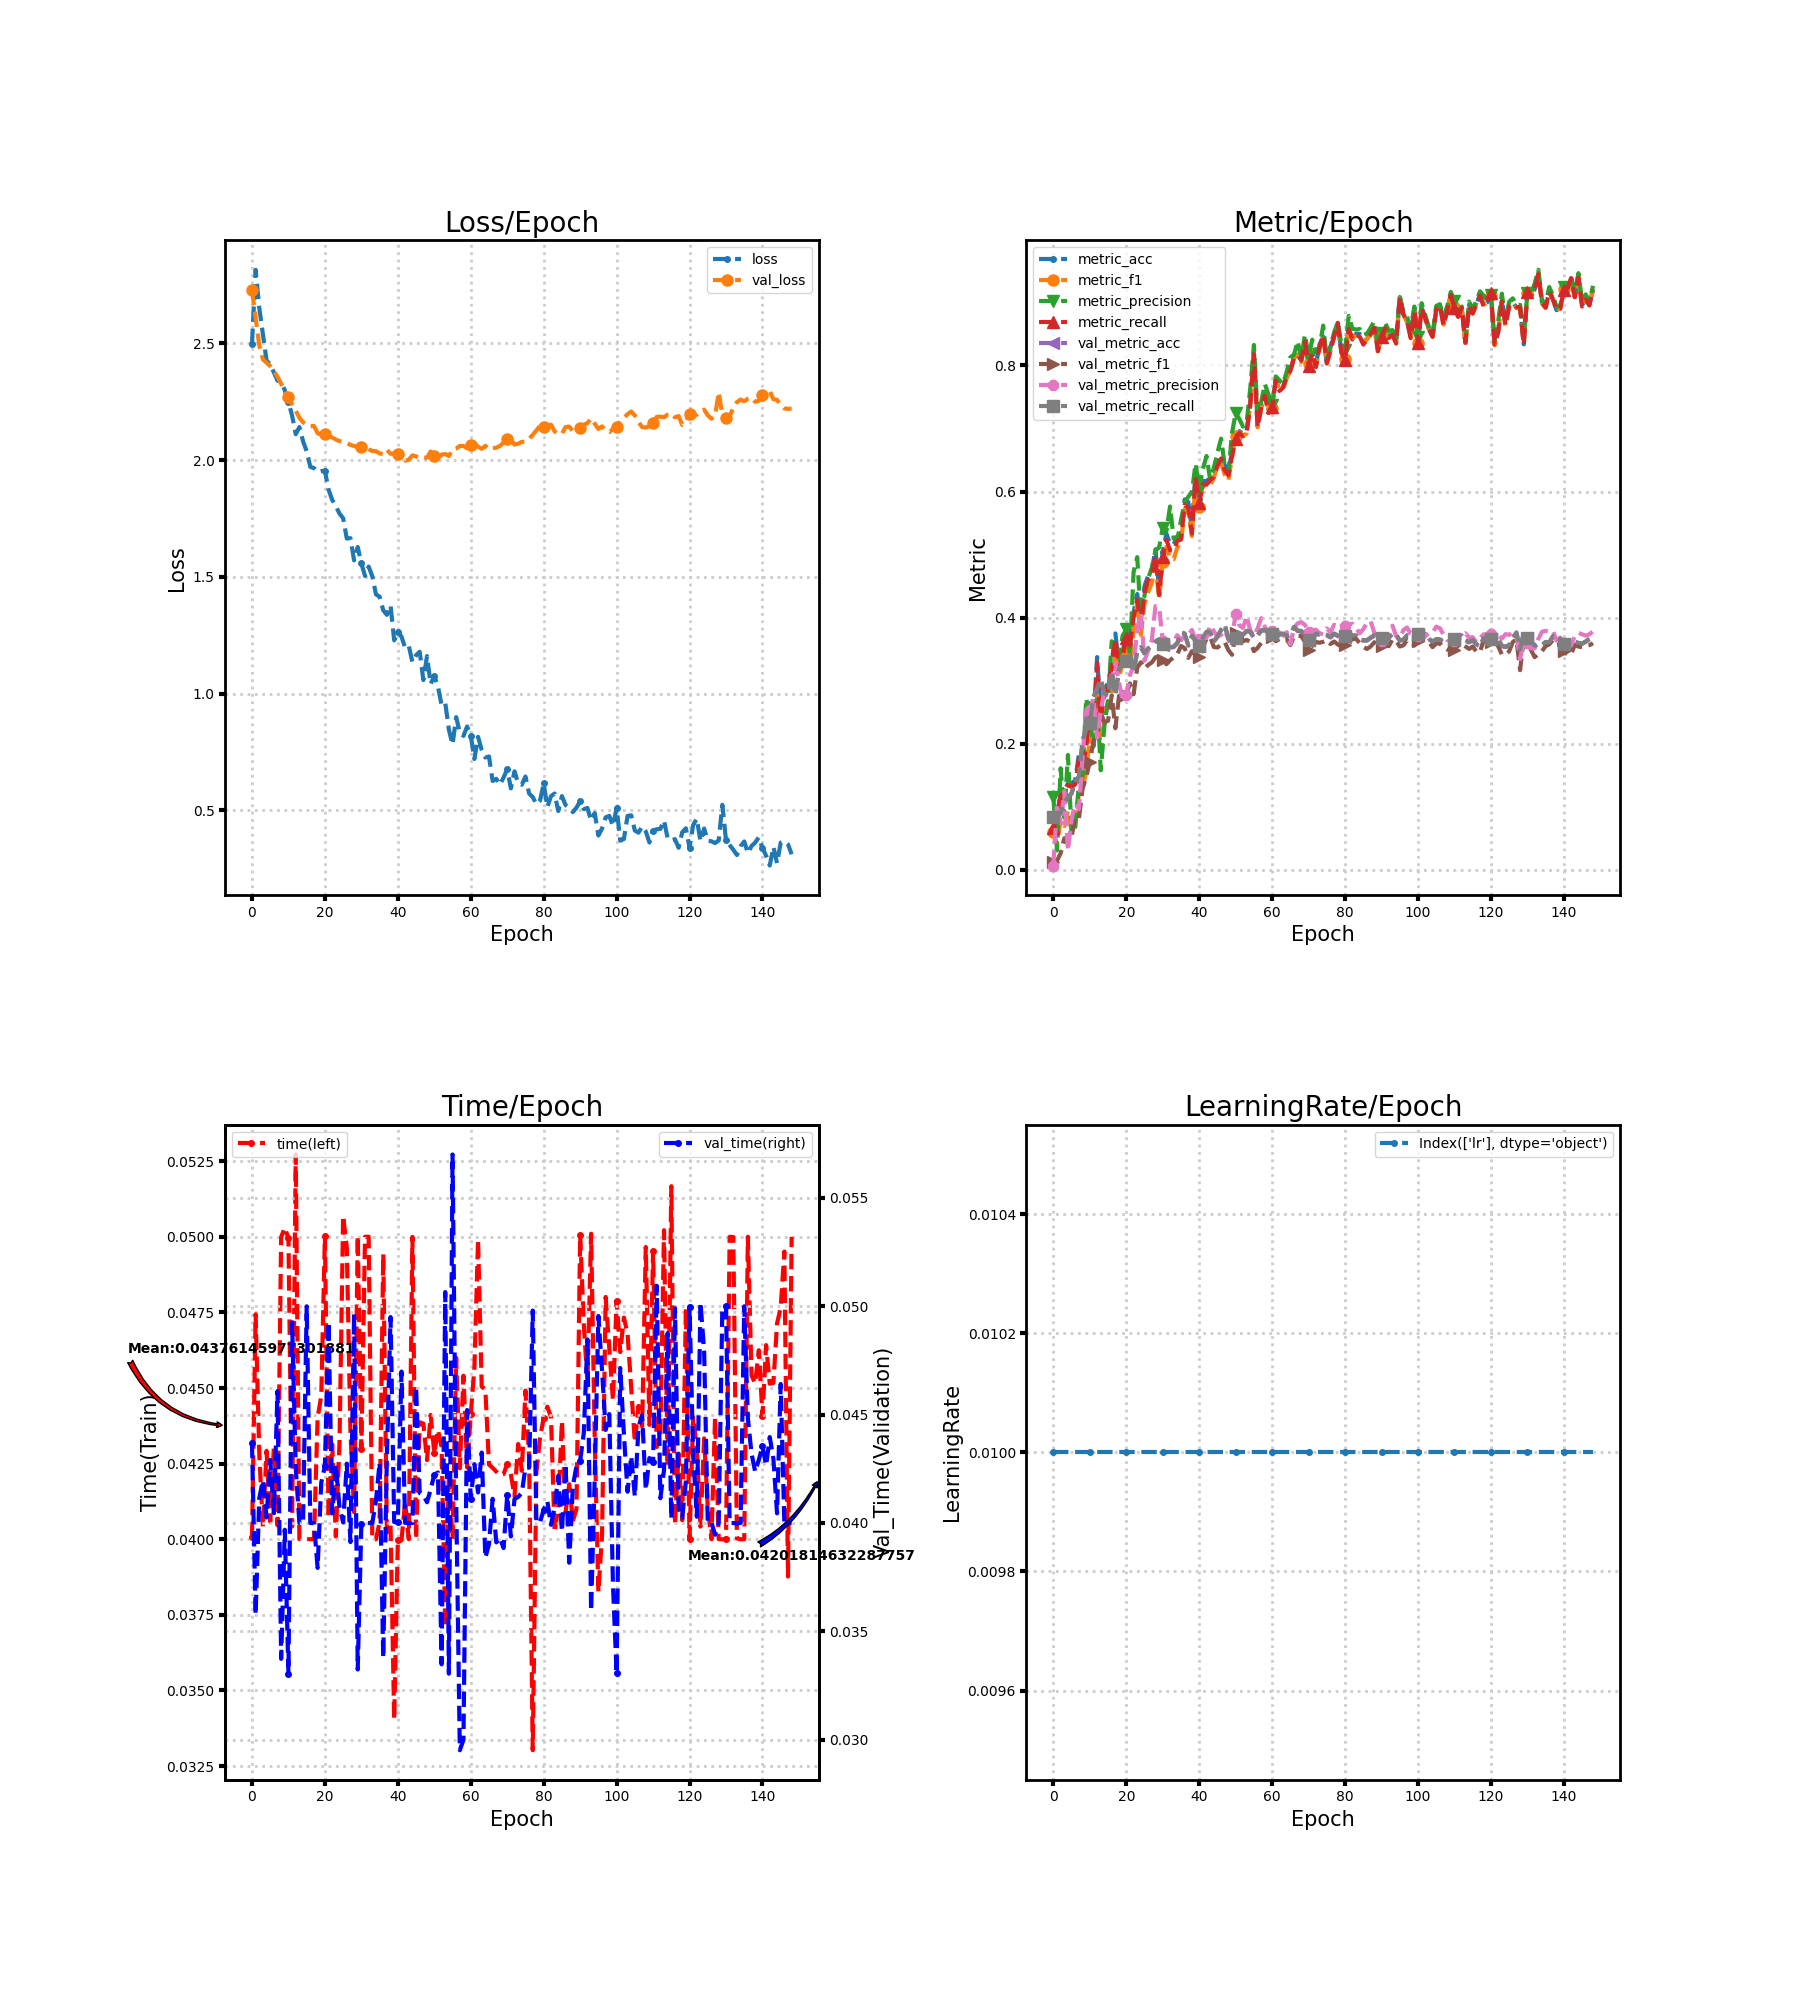 Loss/Epoch
loss
val_loss
2.5
2.0
1.5
1.0
0.5
Loss
0 20 40 60 80 100 120 140
Epoch
Metric/Epoch
metric_acc
metric_f1
metric_precision
metric_recall
val_metric_acc
val_metric_f1
val_metric_precision
val_metric_recall
0.8
0.6
0.4
0.2
0.0
Metric
0 20 40 60 80 100 120 140
Epoch
Time/Epoch
time(left)
val_time(right)
0.0525
0.0500
0.0475
0.0450
0.0425
0.0400
0.0375
0.0350
0.0325
Time(Train)
Mean:0.04376145977301881
0.055
0.050
0.045
0.040
0.035
0.030
Val_Time(Validation)
Mean:0.04201814632287757
0 20 40 60 80 100 120 140
Epoch
LearningRate/Epoch
Index(['lr'], dtype='object')
0.0104
0.0102
0.0100
0.0098
0.0096
LearningRate
0 20 40 60 80 100 120 140
Epoch